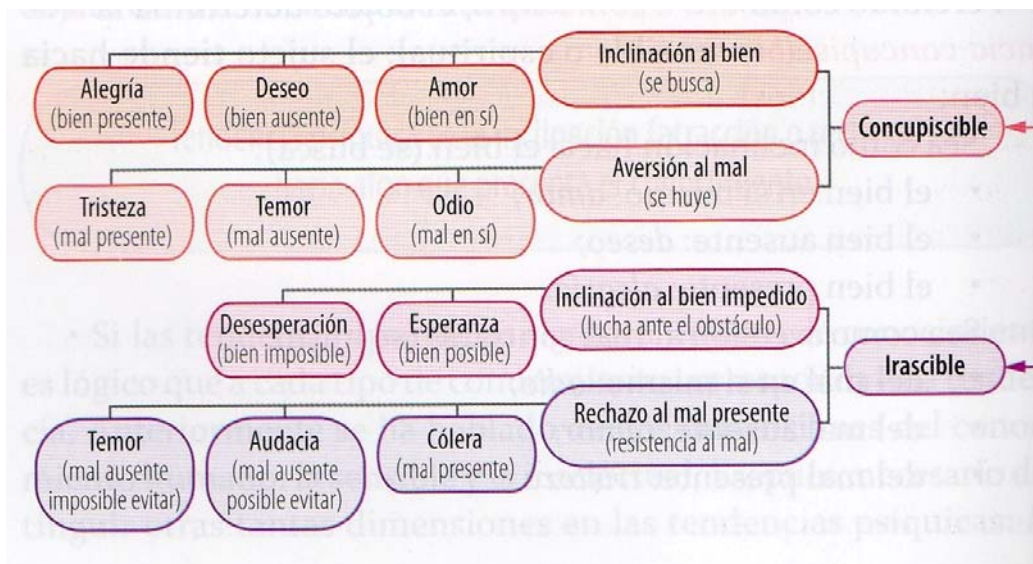 Alegría
(bien presente)
Deseo
(bien ausente)
Amor
(bien en sí)
Inclinación al bien
(se busca)
Concupiscible
Tristeza
(mal presente)
Temor
(mal ausente)
Odio
(mal en sí)
Aversión al mal
(se huye)
Desesperación
(bien imposible)
Esperanza
(bien posible)
Inclinación al bien impedido
(lucha ante el obstáculo)
Irascible
Temor
(mal ausente
imposible evitar)
Audacia
(mal ausente
posible evitar)
Cólera
(mal presente)
Rechazo al mal presente
(resistencia al mal)